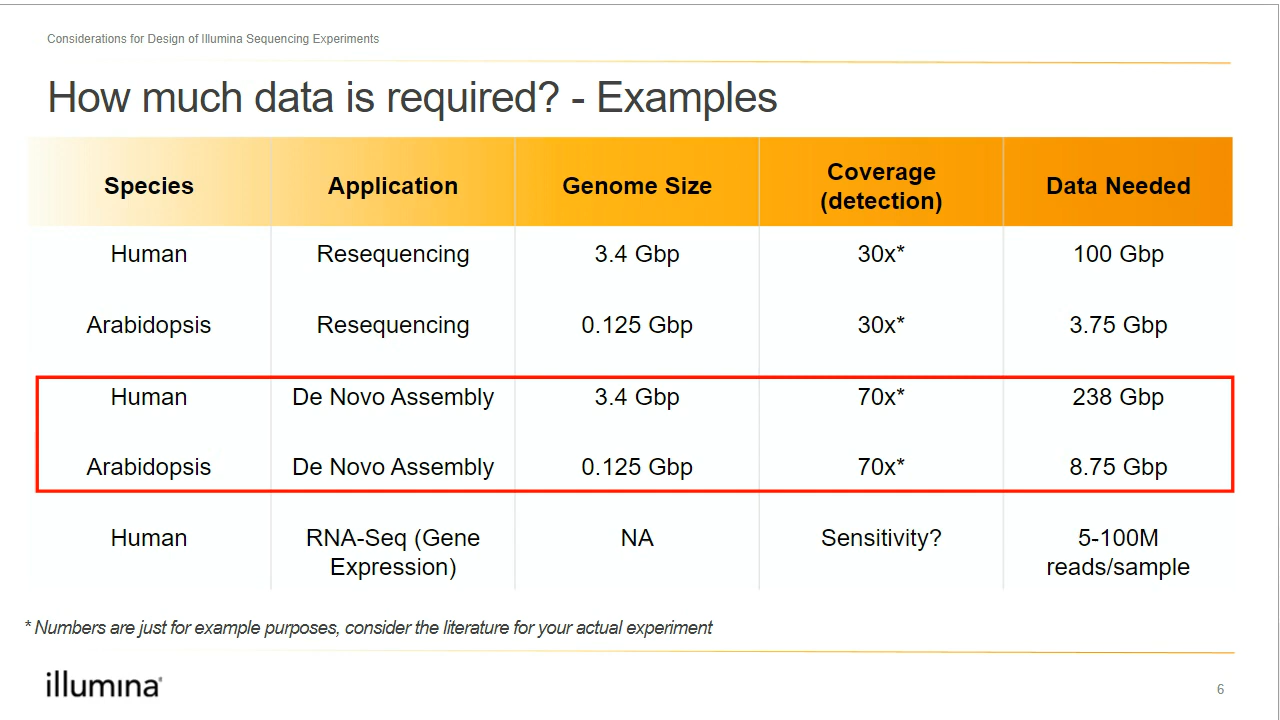 Considerations for Design of Illumina Sequencing Experiments
How much data is required? - Examples
Species Application Genome Size Coverage (detection) Data Needed
Human Resequencing 3.4 Gbp 30x* 100 Gbp
Arabidopsis Resequencing 0.125 Gbp 30x* 3.75 Gbp
Human De Novo Assembly 3.4 Gbp 70x* 238 Gbp
Arabidopsis De Novo Assembly 0.125 Gbp 70x* 8.75 Gbp
Human RNA-Seq (Gene Expression) NA Sensitivity? 5-100M reads/sample
* Numbers are just for example purposes, consider the literature for your actual experiment
illumina®
6